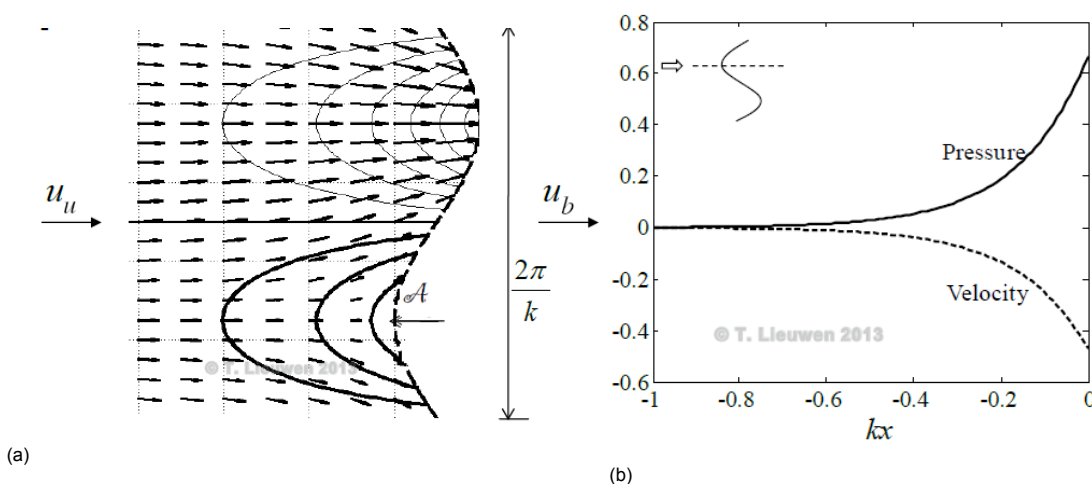 u_u
u_b
2π
k
𝒜
© T. Lieuwen 2013
(a)
0.8
0.6
0.4
0.2
0
-0.2
-0.4
-0.6
Pressure
Velocity
© T. Lieuwen 2013
-1 -0.8 -0.6 -0.4 -0.2 0
kx
(b)